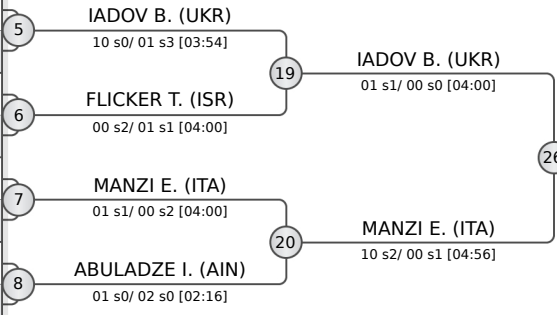 IADOV B. (UKR)
5
10 s0/ 01 s3 [03:54]
19
IADOV B. (UKR)
01 s1/ 00 s0 [04:00]
FLICKER T. (ISR)
6
00 s2/ 01 s1 [04:00]
26
MANZI E. (ITA)
7
01 s1/ 00 s2 [04:00]
20
MANZI E. (ITA)
10 s2/ 00 s1 [04:56]
ABULADZE I. (AIN)
8
01 s0/ 02 s0 [02:16]